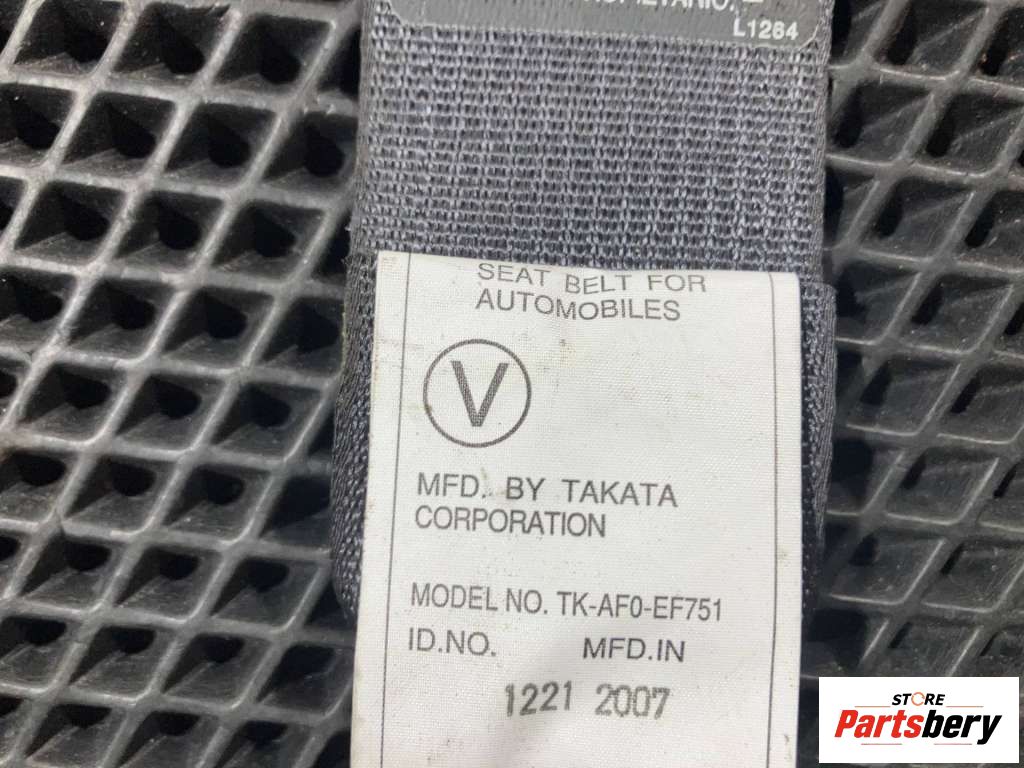 L1284
SEAT BELT FOR
AUTOMOBILES
V
MFD. BY TAKATA
CORPORATION
MODEL NO. TK-AF0-EF751
ID.NO. MFD.IN
1221 2007
STORE
Partsbery